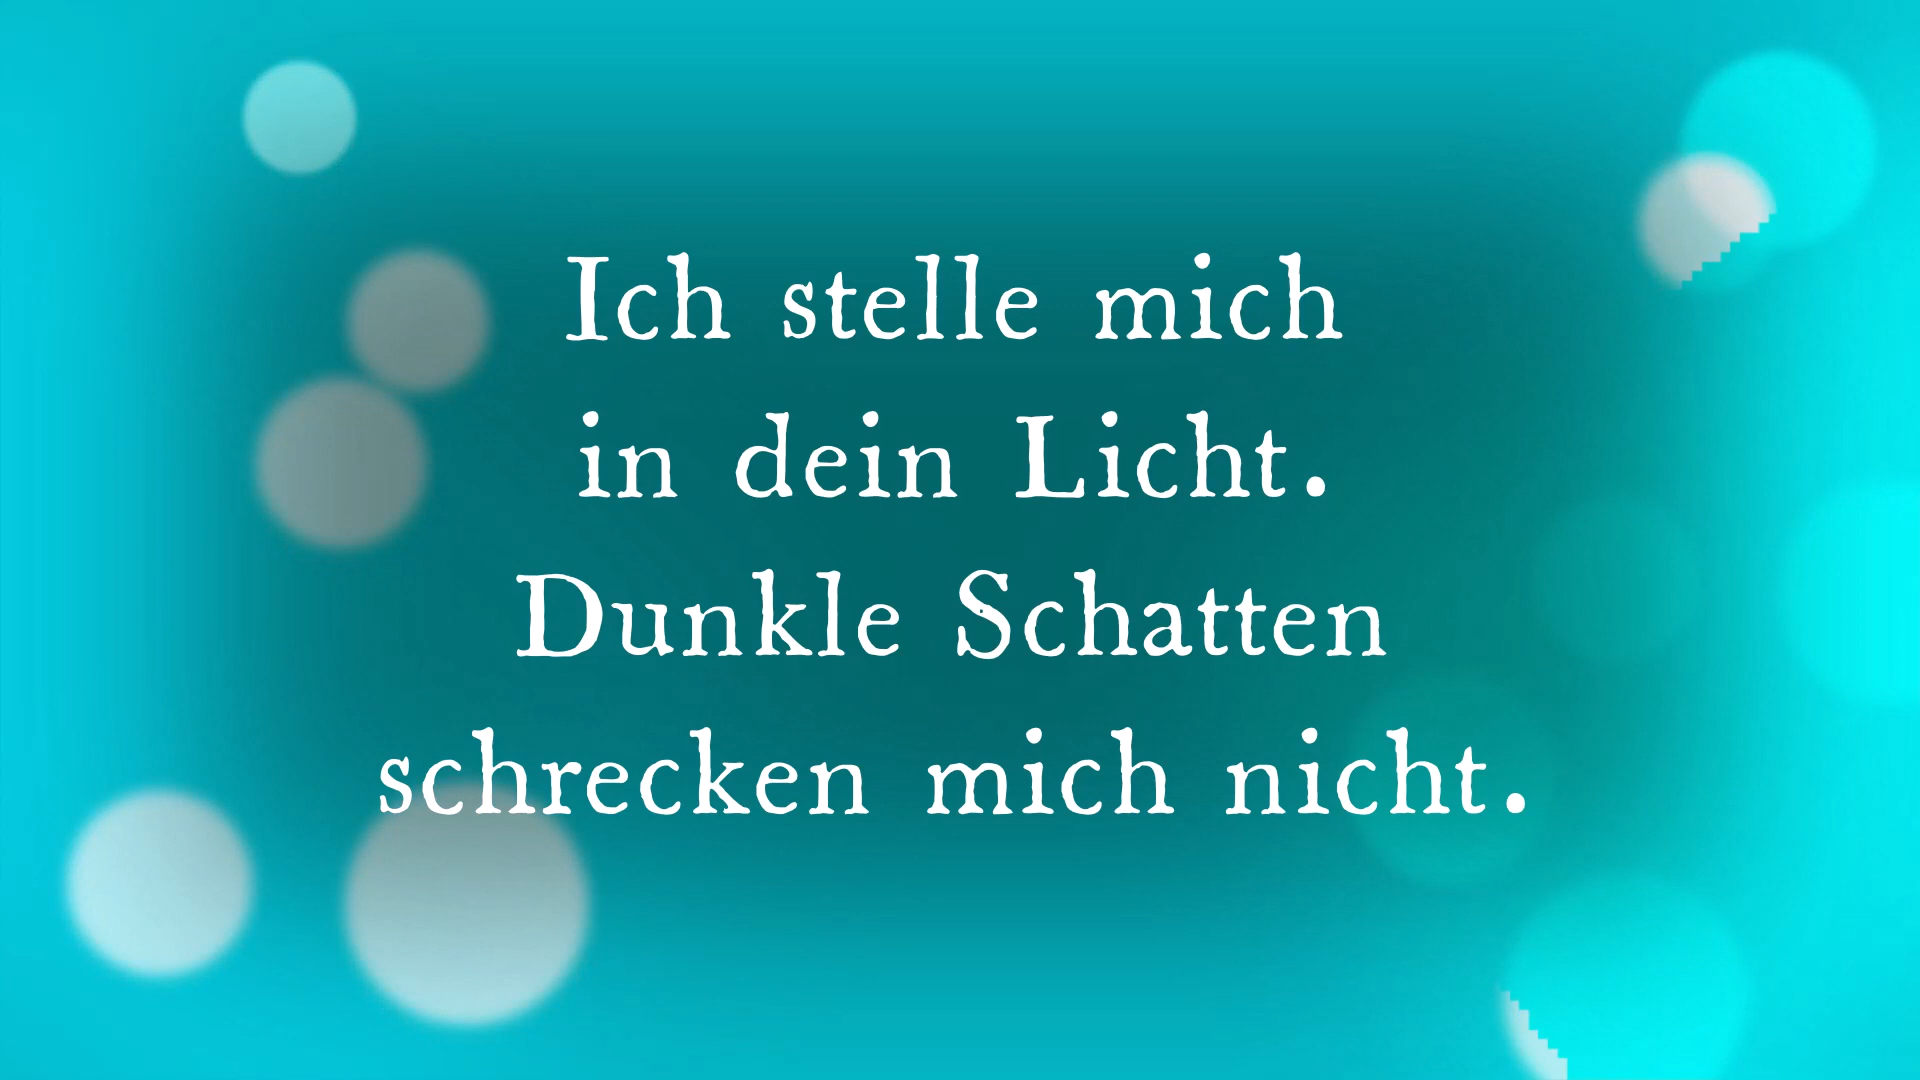 Ich stelle mich
in dein Licht.
Dunkle Schatten
schrecken mich nicht.